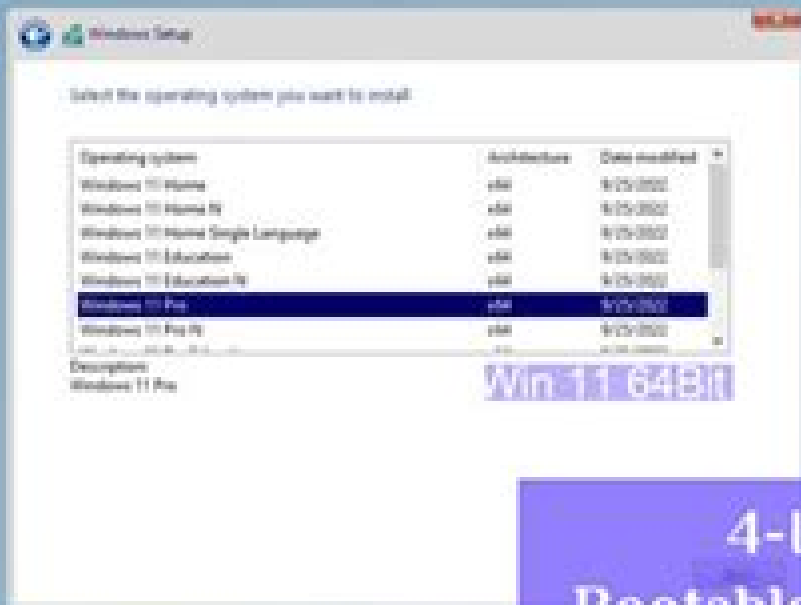 Windows Setup
Select the operating system you want to install
Operating system Architecture Date modified
Windows 11 Home x64 9/25/2022
Windows 11 Home N x64 9/25/2022
Windows 11 Home Single Language x64 9/25/2022
Windows 11 Education x64 9/25/2022
Windows 11 Education N x64 9/25/2022
Windows 11 Pro x64 9/25/2022
Windows 11 Pro N x64 9/25/2022
Description:
Windows 11 Pro
Win 11 64Bit
4-
Bootable